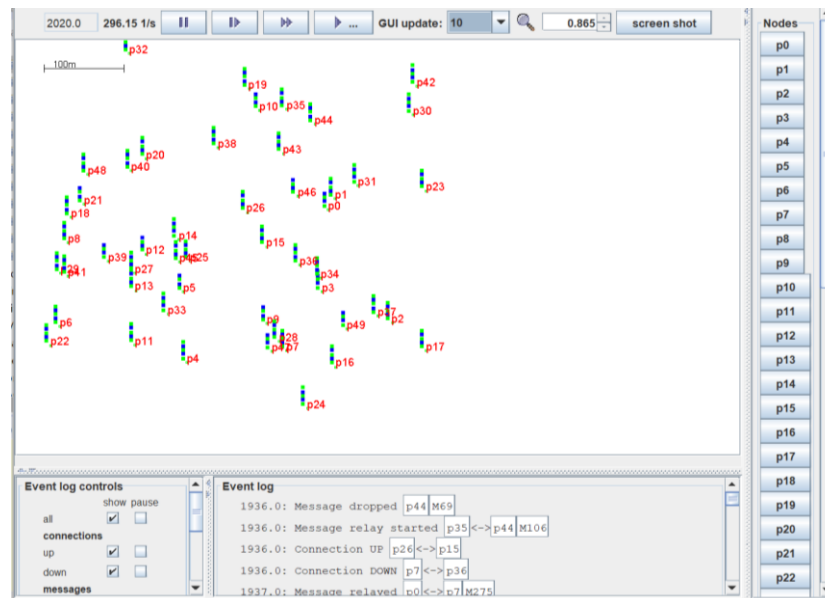 2020.0 296.15 1/s ... GUI update: 10 0.865 screen shot
100m
p32
p19
p42
p10
p35
p30
p44
p38
p43
p20
p48
p40
p31
p23
p46
p1
p21
p0
p26
p18
p14
p8
p15
p12
p39
p25
p36
p27
p41
p34
p13
p5
p3
p33
p9
p2
p6
p49
p28
p22
p11
p17
p4
p16
p24
Nodes
p0
p1
p2
p3
p4
p5
p6
p7
p8
p9
p10
p11
p12
p13
p14
p15
p16
p17
p18
p19
p20
p21
p22
Event log controls
show pause
all
connections
up
down
messages
Event log
1936.0: Message dropped p44 M69
1936.0: Message relay started p35 <-> p44 M106
1936.0: Connection UP p26 <-> p15
1936.0: Connection DOWN p7 <-> p36
1937.0: Message relayed p0 <-> p7 M275